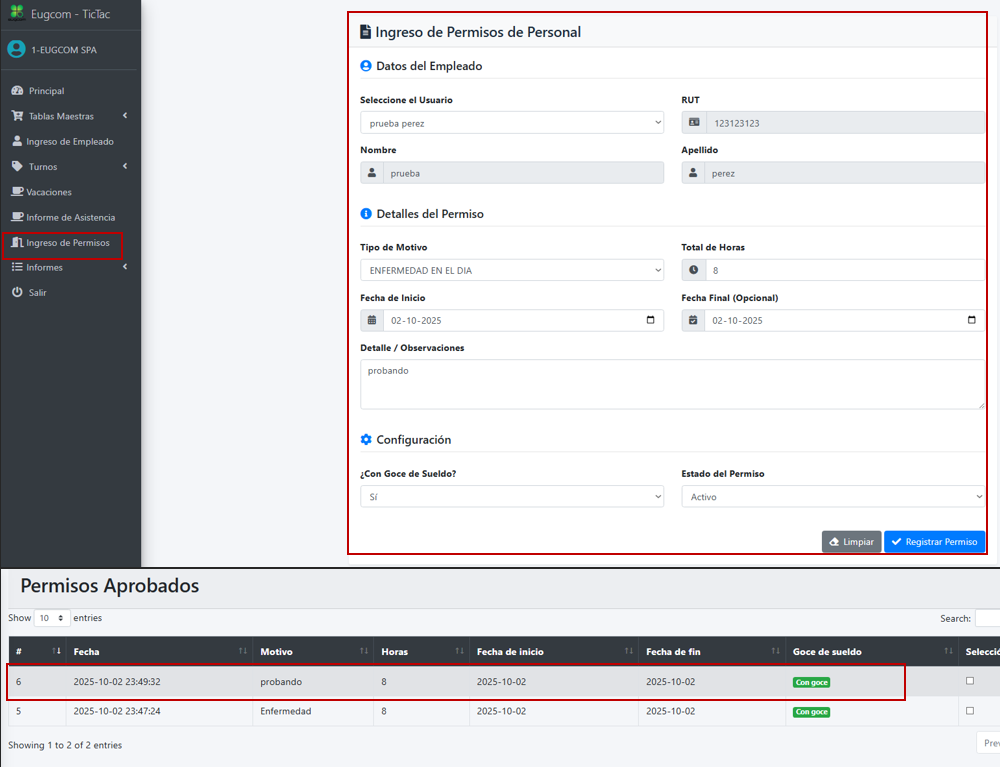 Eugcom - TicTac
1-EUGCOM SPA
Principal
Tablas Maestras
Ingreso de Empleado
Turnos
Vacaciones
Informe de Asistencia
Ingreso de Permisos
Informes
Salir
Ingreso de Permisos de Personal
Datos del Empleado
Seleccione el Usuario RUT
prueba perez 123123123
Nombre Apellido
prueba perez
Detalles del Permiso
Tipo de Motivo Total de Horas
ENFERMEDAD EN EL DIA 8
Fecha de Inicio Fecha Final (Opcional)
02-10-2025 02-10-2025
Detalle / Observaciones
probando
Configuración
¿Con Goce de Sueldo? Estado del Permiso
Sí Activo
Limpiar Registrar Permiso
Permisos Aprobados
Show 10 entries Search:
# Fecha Motivo Horas Fecha de inicio Fecha de fin Goce de sueldo Selecció
6 2025-10-02 23:49:32 probando 8 2025-10-02 2025-10-02 Con goce
5 2025-10-02 23:47:24 Enfermedad 8 2025-10-02 2025-10-02 Con goce
Showing 1 to 2 of 2 entries
Prev